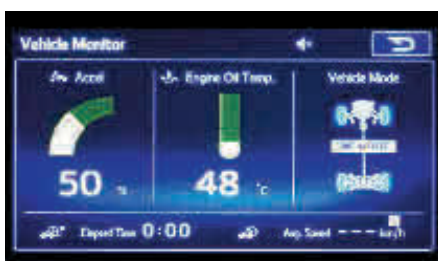 Vehicle Monitor
Accel
Engine Oil Temp.
Vehicle Mode
50 %
48 °C
Elapsed Time 0:00
Avg. Speed --- km/h